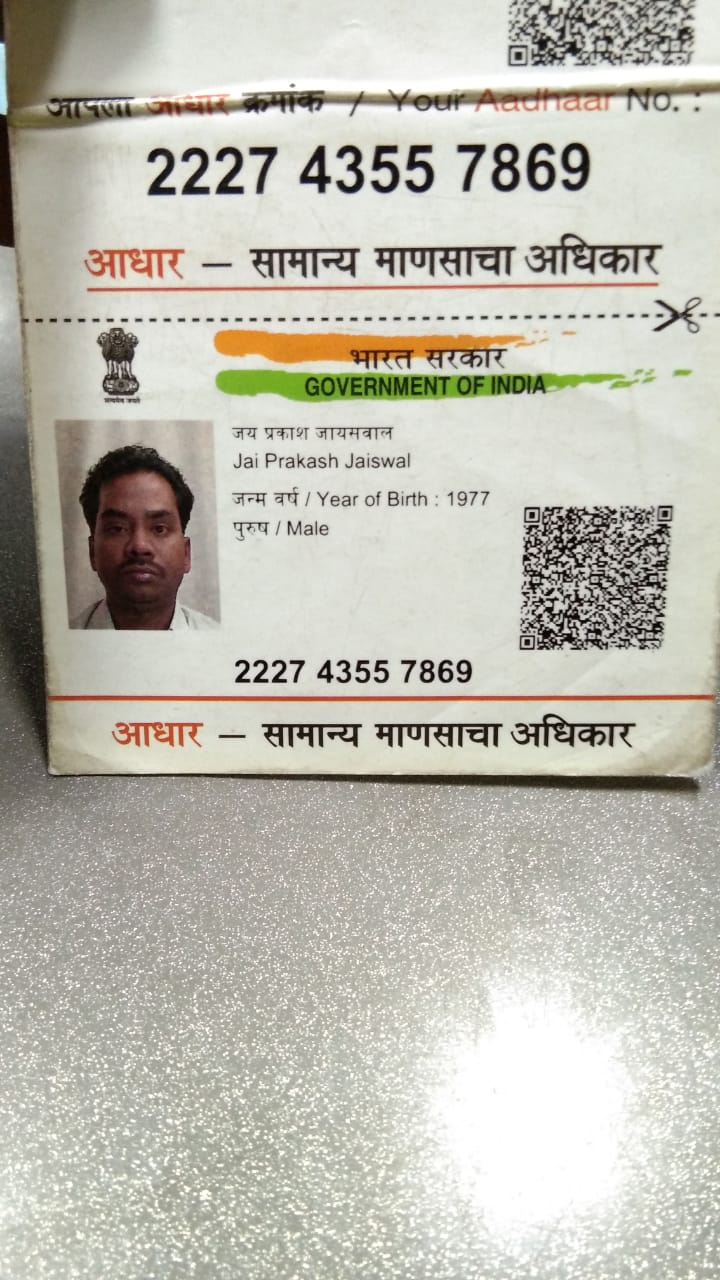 आपला आधार क्रमांक / Your Aadhaar No. :
2227 4355 7869
आधार – सामान्य माणसाचा अधिकार
भारत सरकार
GOVERNMENT OF INDIA
सत्यमेव जयते
जय प्रकाश जायसवाल
Jai Prakash Jaiswal
जन्म वर्ष / Year of Birth : 1977
पुरुष / Male
2227 4355 7869
आधार – सामान्य माणसाचा अधिकार